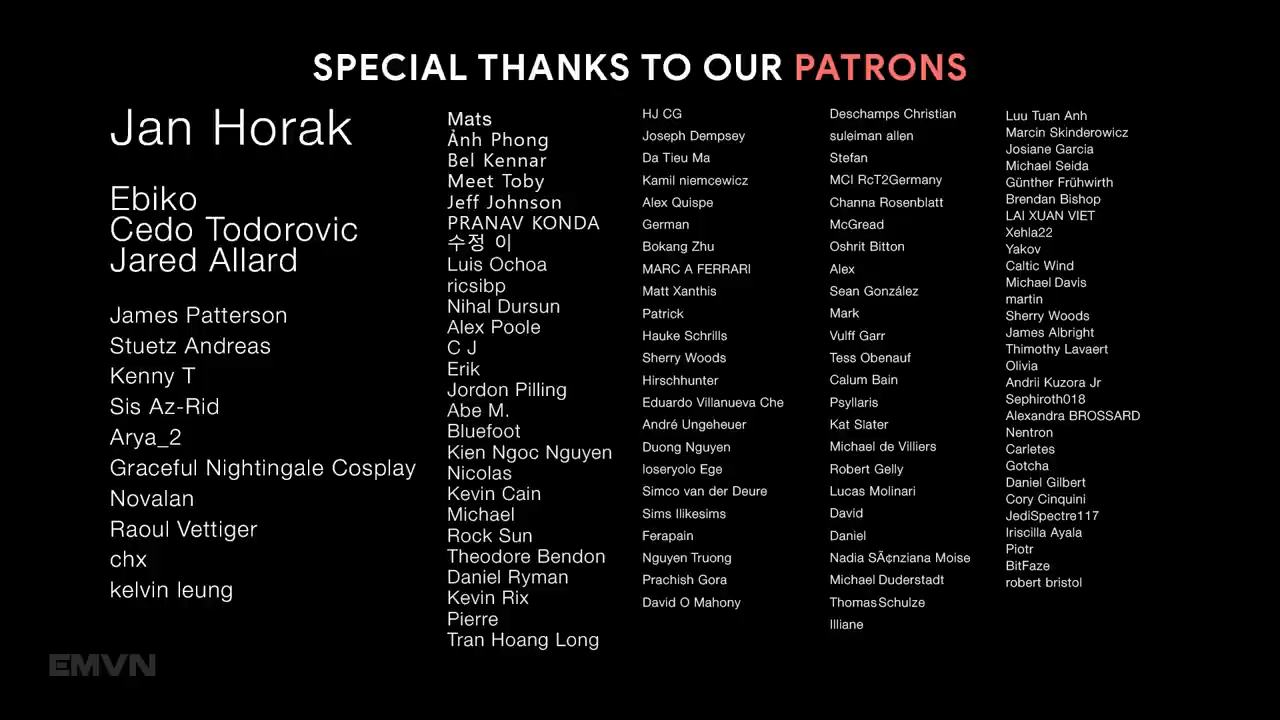 SPECIAL THANKS TO OUR PATRONS
Jan Horak
Ebiko
Cedo Todorovic
Jared Allard
James Patterson
Stuetz Andreas
Kenny T
Sis Az-Rid
Arya_2
Graceful Nightingale Cosplay
Novalan
Raoul Vettiger
chx
kelvin leung
Mats
Ảnh Phong
Bel Kennar
Meet Toby
Jeff Johnson
PRANAV KONDA
수정 이
Luis Ochoa
ricsibp
Nihal Dursun
Alex Poole
C J
Erik
Jordon Pilling
Abe M.
Bluefoot
Kien Ngoc Nguyen
Nicolas
Kevin Cain
Michael
Rock Sun
Theodore Bendon
Daniel Ryman
Kevin Rix
Pierre
Tran Hoang Long
HJ CG
Joseph Dempsey
Da Tieu Ma
Kamil niemcewicz
Alex Quispe
German
Bokang Zhu
MARC A FERRARI
Matt Xanthis
Patrick
Hauke Schrills
Sherry Woods
Hirschhunter
Eduardo Villanueva Che
André Ungeheuer
Duong Nguyen
loseryolo Ege
Simco van der Deure
Sims Ilikesims
Ferapain
Nguyen Truong
Prachish Gora
David O Mahony
Deschamps Christian
suleiman allen
Stefan
MCI RcT2Germany
Channa Rosenblatt
McGread
Oshrit Bitton
Alex
Sean González
Mark
Vulff Garr
Tess Obenauf
Calum Bain
Psyllaris
Kat Slater
Michael de Villiers
Robert Gelly
Lucas Molinari
David
Daniel
Nadia SÃ¢nziana Moise
Michael Duderstadt
Thomas Schulze
Illiane
Luu Tuan Anh
Marcin Skinderowicz
Josiane Garcia
Michael Seida
Günther Frühwirth
Brendan Bishop
LAI XUAN VIET
Xehla22
Yakov
Caltic Wind
Michael Davis
martin
Sherry Woods
James Albright
Thimothy Lavaert
Olivia
Andrii Kuzora Jr
Sephiroth018
Alexandra BROSSARD
Nentron
Carletes
Gotcha
Daniel Gilbert
Cory Cinquini
JediSpectre117
Iriscilla Ayala
Piotr
BitFaze
robert bristol
EMVN